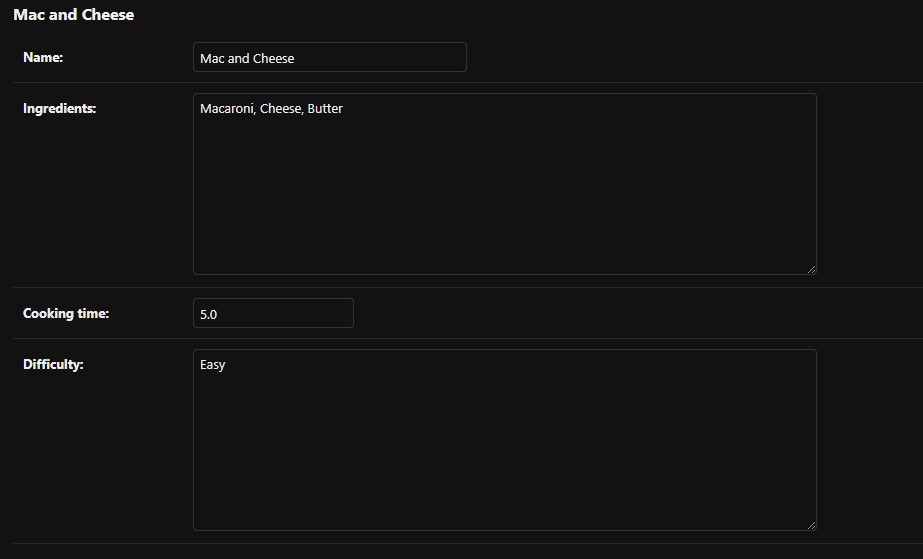 Mac and Cheese
Name: Mac and Cheese
Ingredients: Macaroni, Cheese, Butter
Cooking time: 5.0
Difficulty: Easy